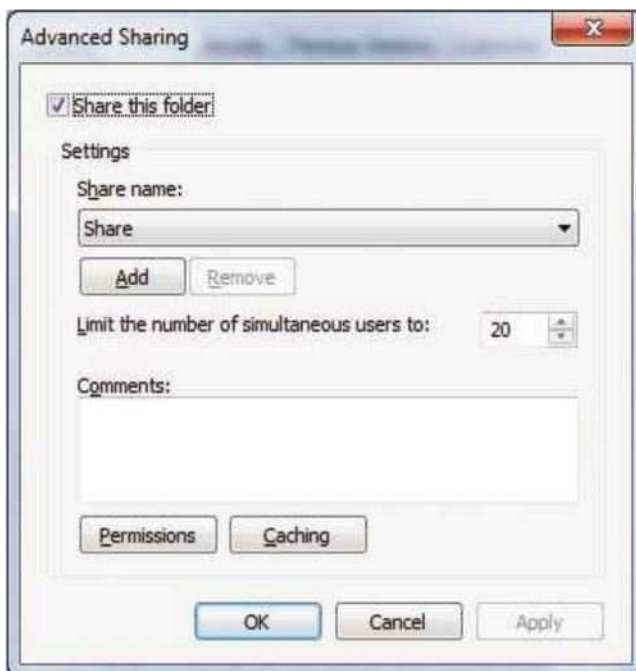 Advanced Sharing
Share this folder
Settings
Share name:
Share
Add Remove
Limit the number of simultaneous users to: 20
Comments:
Permissions Caching
OK Cancel Apply